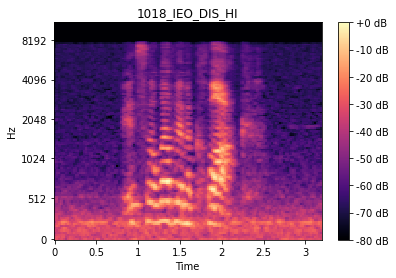 1018_IEO_DIS_HI
8192
4096
2048
1024
512
0
Hz
0 0.5 1 1.5 2 2.5 3
Time
+0 dB
-10 dB
-20 dB
-30 dB
-40 dB
-50 dB
-60 dB
-70 dB
-80 dB